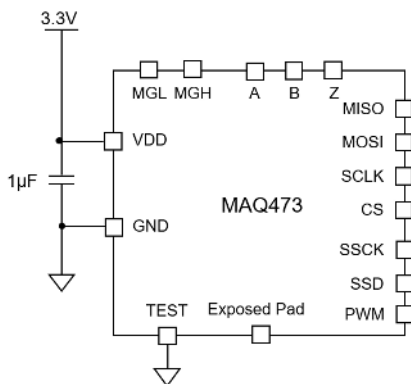 3.3V
MGL MGH A B Z
MISO
VDD
MOSI
1µF
SCLK
MAQ473
CS
GND
SSCK
SSD
TEST Exposed Pad PWM